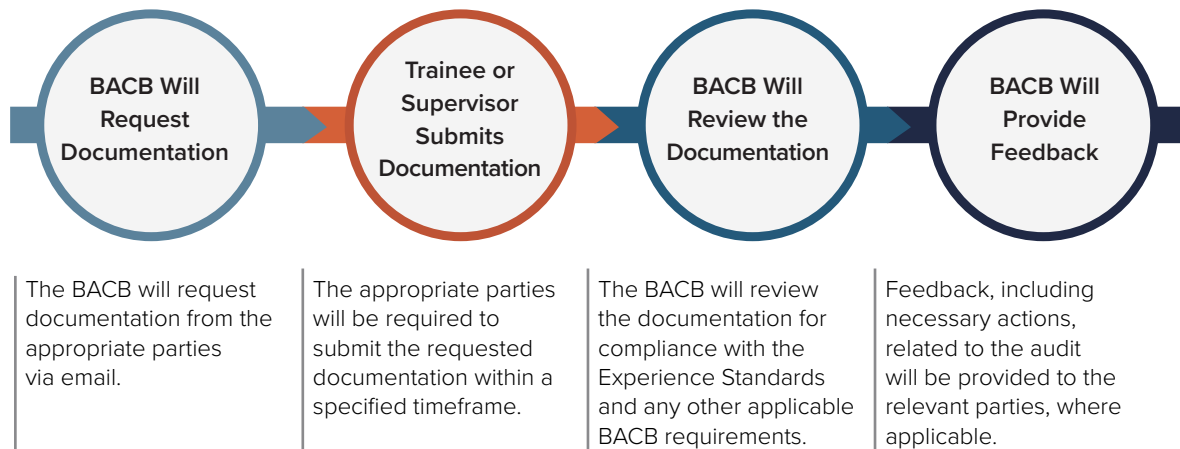 BACB Will
Request
Documentation
Trainee or
Supervisor
Submits
Documentation
BACB Will
Review the
Documentation
BACB Will
Provide
Feedback
The BACB will request
documentation from the
appropriate parties
via email.
The appropriate parties
will be required to
submit the requested
documentation within a
specified timeframe.
The BACB will review
the documentation for
compliance with the
Experience Standards
and any other applicable
BACB requirements.
Feedback, including
necessary actions,
related to the audit
will be provided to the
relevant parties, where
applicable.